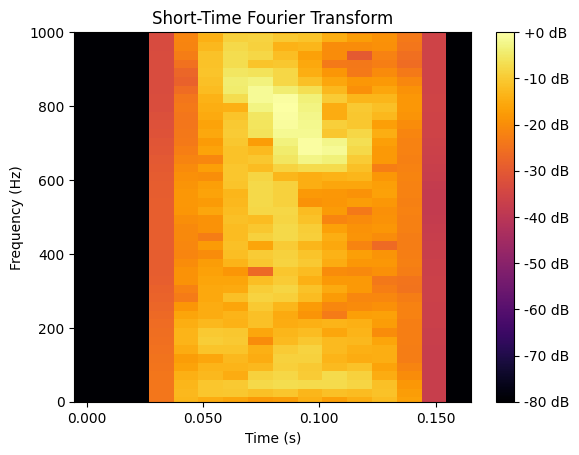 Short-Time Fourier Transform
1000
800
600
400
200
0
Frequency (Hz)
0.000
0.050
0.100
0.150
Time (s)
+0 dB
-10 dB
-20 dB
-30 dB
-40 dB
-50 dB
-60 dB
-70 dB
-80 dB